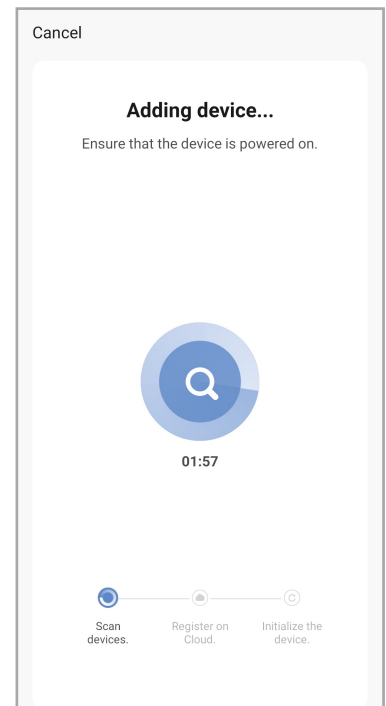 Cancel
Adding device...
Ensure that the device is powered on.
01:57
Scan
devices.
Register on
Cloud.
Initialize the
device.